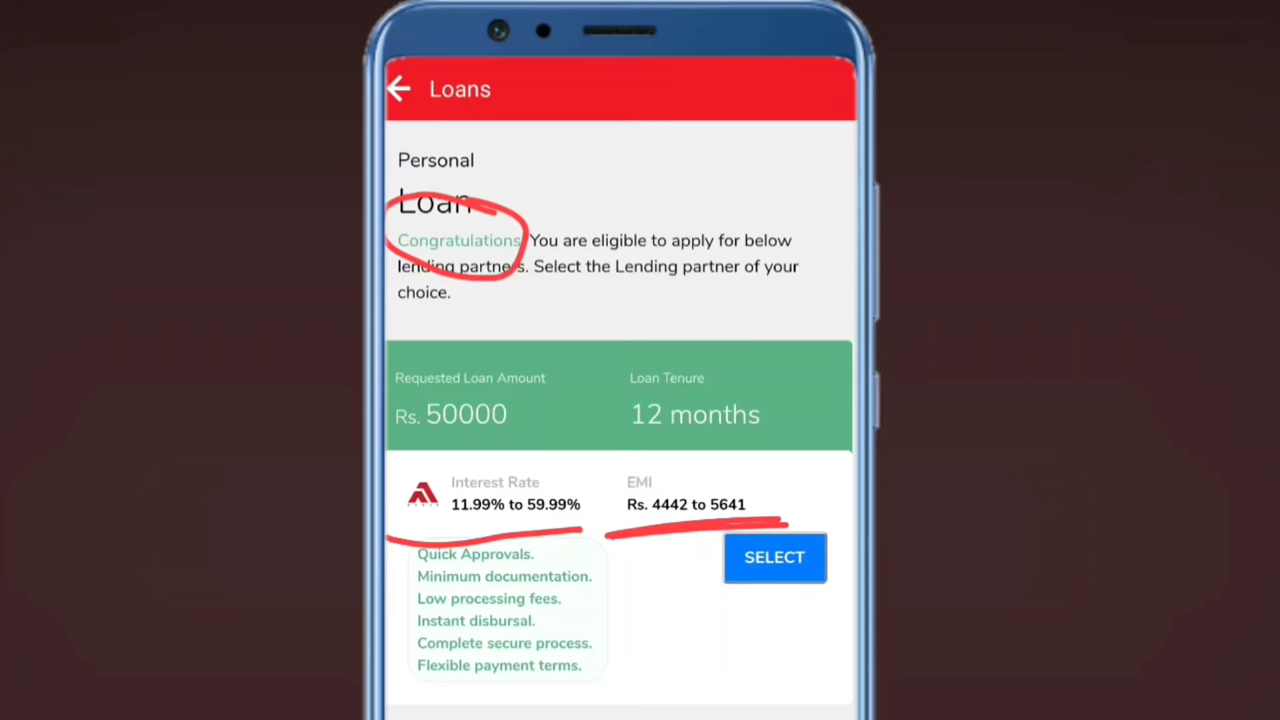 Loans
Personal
Loan
Congratulations! You are eligible to apply for below
lending partners. Select the Lending partner of your
choice.
Requested Loan Amount
Loan Tenure
Rs. 50000
12 months
Interest Rate
EMI
11.99% to 59.99%
Rs. 4442 to 5641
SELECT
Quick Approvals.
Minimum documentation.
Low processing fees.
Instant disbursal.
Complete secure process.
Flexible payment terms.